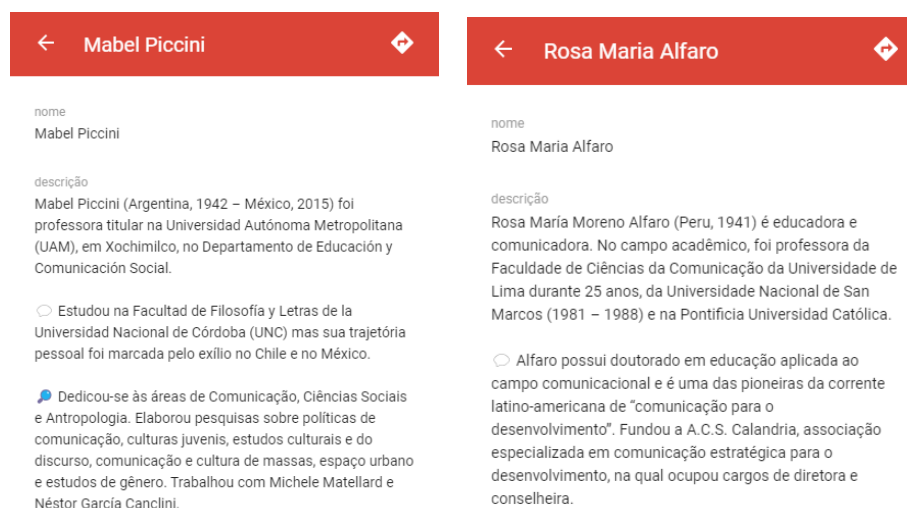 Mabel Piccini
nome
Mabel Piccini
descrição
Mabel Piccini (Argentina, 1942 – México, 2015) foi
professora titular na Universidad Autónoma Metropolitana
(UAM), em Xochimilco, no Departamento de Educación y
Comunicación Social.
Estudou na Facultad de Filosofía y Letras de la
Universidad Nacional de Córdoba (UNC) mas sua trajetória
pessoal foi marcada pelo exílio no Chile e no México.
Dedicou-se às áreas de Comunicação, Ciências Sociais
e Antropologia. Elaborou pesquisas sobre políticas de
comunicação, culturas juvenis, estudos culturais e do
discurso, comunicação e cultura de massas, espaço urbano
e estudos de gênero. Trabalhou com Michele Matellard e
Néstor García Canclini.
Rosa Maria Alfaro
nome
Rosa Maria Alfaro
descrição
Rosa María Moreno Alfaro (Peru, 1941) é educadora e
comunicadora. No campo acadêmico, foi professora da
Faculdade de Ciências da Comunicação da Universidade de
Lima durante 25 anos, da Universidade Nacional de San
Marcos (1981 – 1988) e na Pontificia Universidad Católica.
Alfaro possui doutorado em educação aplicada ao
campo comunicacional e é uma das pioneiras da corrente
latino-americana de “comunicação para o
desenvolvimento”. Fundou a A.C.S. Calandria, associação
especializada em comunicação estratégica para o
desenvolvimento, na qual ocupou cargos de diretora e
conselheira.